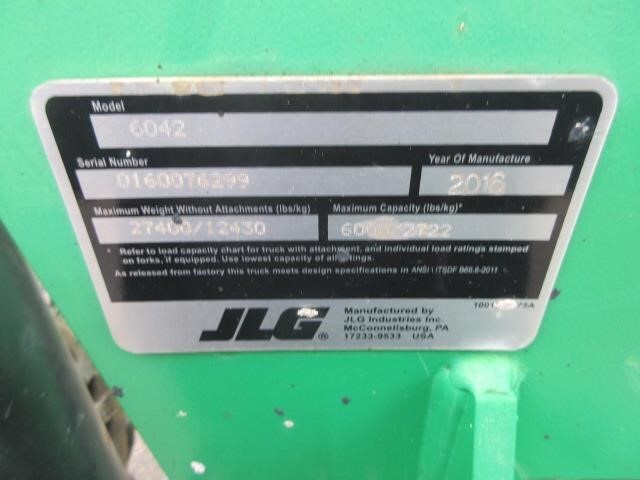 Model
6042
Serial Number
0160076299
Year Of Manufacture
2016
Maximum Weight Without Attachments (lbs/kg)
27400/12430
Maximum Capacity (lbs/kg)*
6000/2722
* Refer to load capacity chart for truck with attachment, and individual load ratings stamped
on forks, if equipped. Use lowest capacity of all ratings.
As released from factory this truck meets design specifications in ANSI \ ITSDF B56.6-2011
JLG®
Manufactured by
JLG Industries Inc.
McConnellsburg, PA
17233-9533 USA